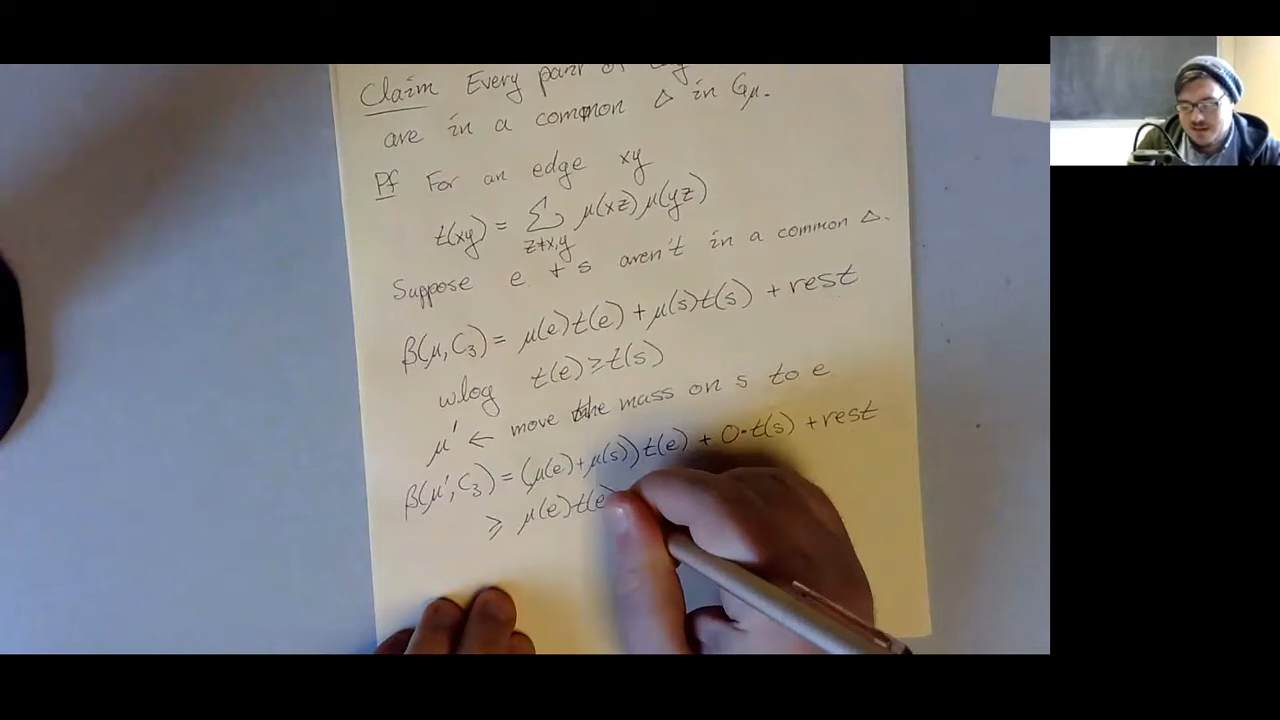 Claim Every pair of
are in a common △ in Gμ.
Pf For an edge xy
t(xy) = Σ μ(xz)μ(yz)
z≠x,y
Suppose e + s aren't in a common △.
β(μ, C₃) = μ(e)t(e) + μ(s)t(s) + rest
wlog t(e) ≥ t(s)
μ' ← move the mass on s to e
β(μ', C₃) = (μ(e)+μ(s))t(e) + 0·t(s) + rest
≥ μ(e)t(e)